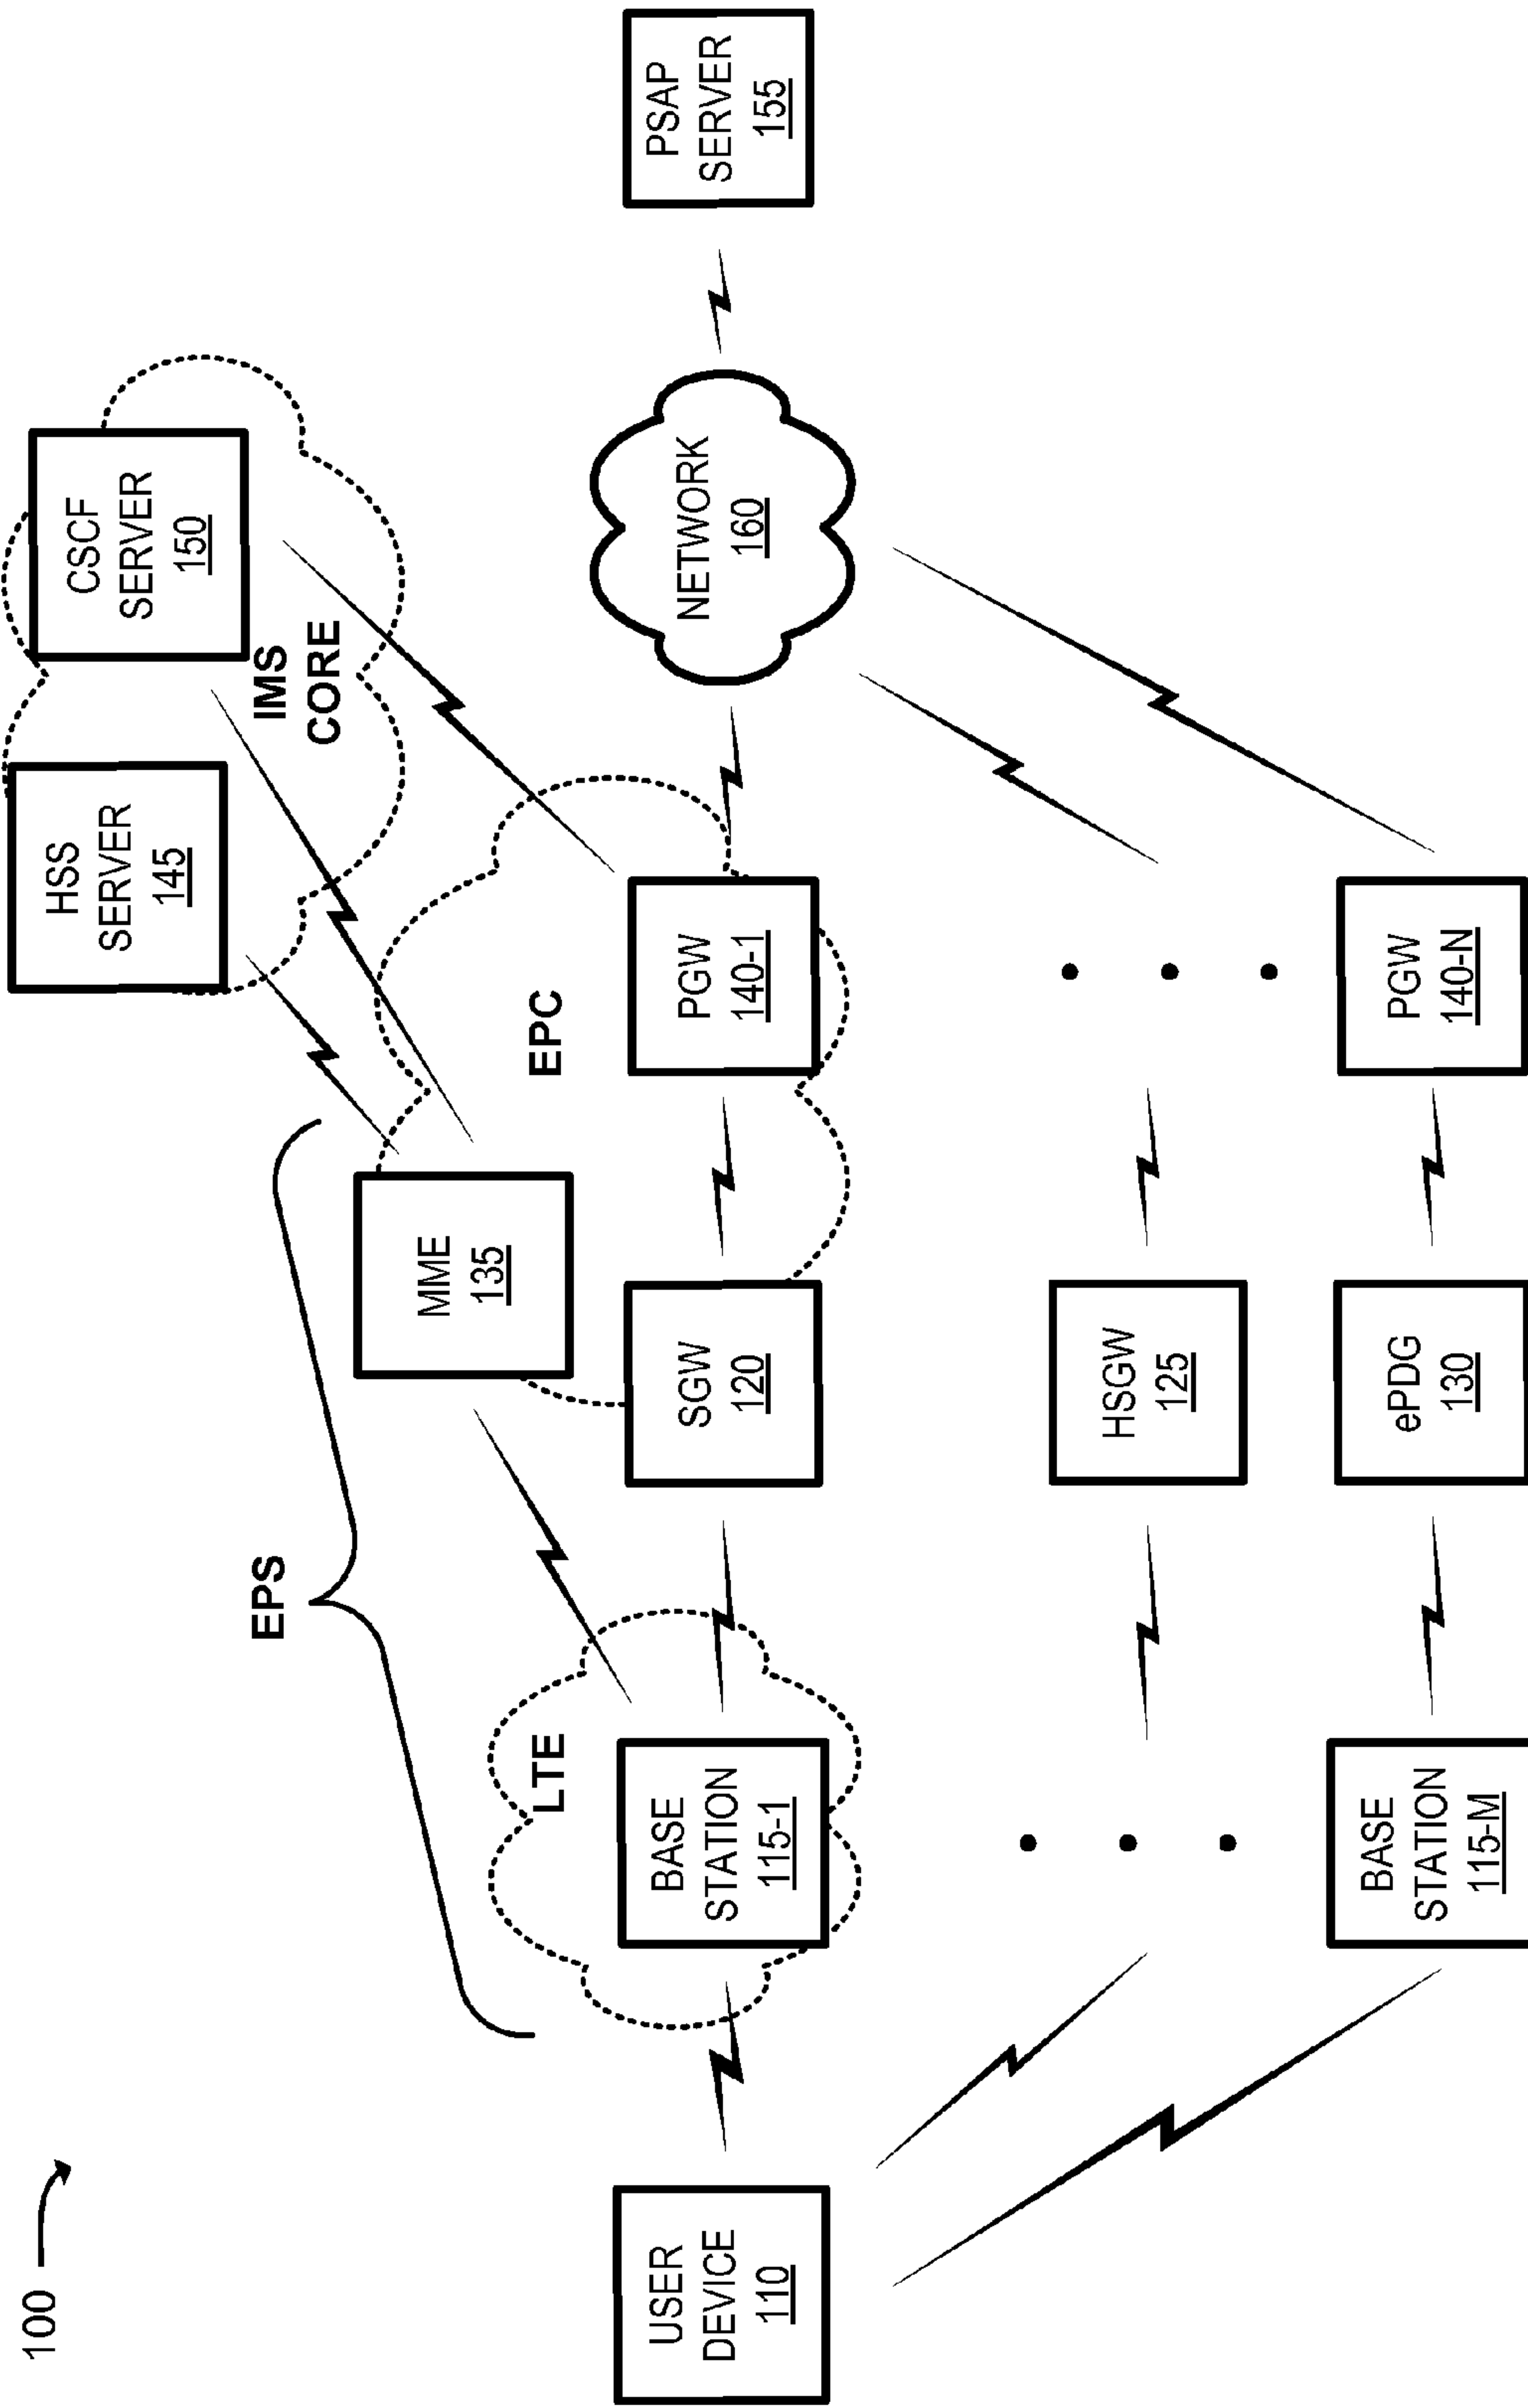 100
EPS
IMS
CORE
HSS
SERVER
145
CSCF
SERVER
150
MME
135
EPC
LTE
USER
DEVICE
110
BASE
STATION
115-1
SGW
120
PGW
140-1
NETWORK
160
PSAP
SERVER
155
HSGW
125
BASE
STATION
115-M
ePDG
130
PGW
140-N